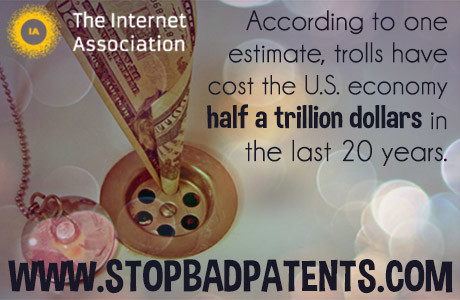 IA
The Internet
Association
According to one
estimate, trolls have
cost the U.S. economy
half a trillion dollars in
the last 20 years.
WWW.STOPBADPATENTS.COM